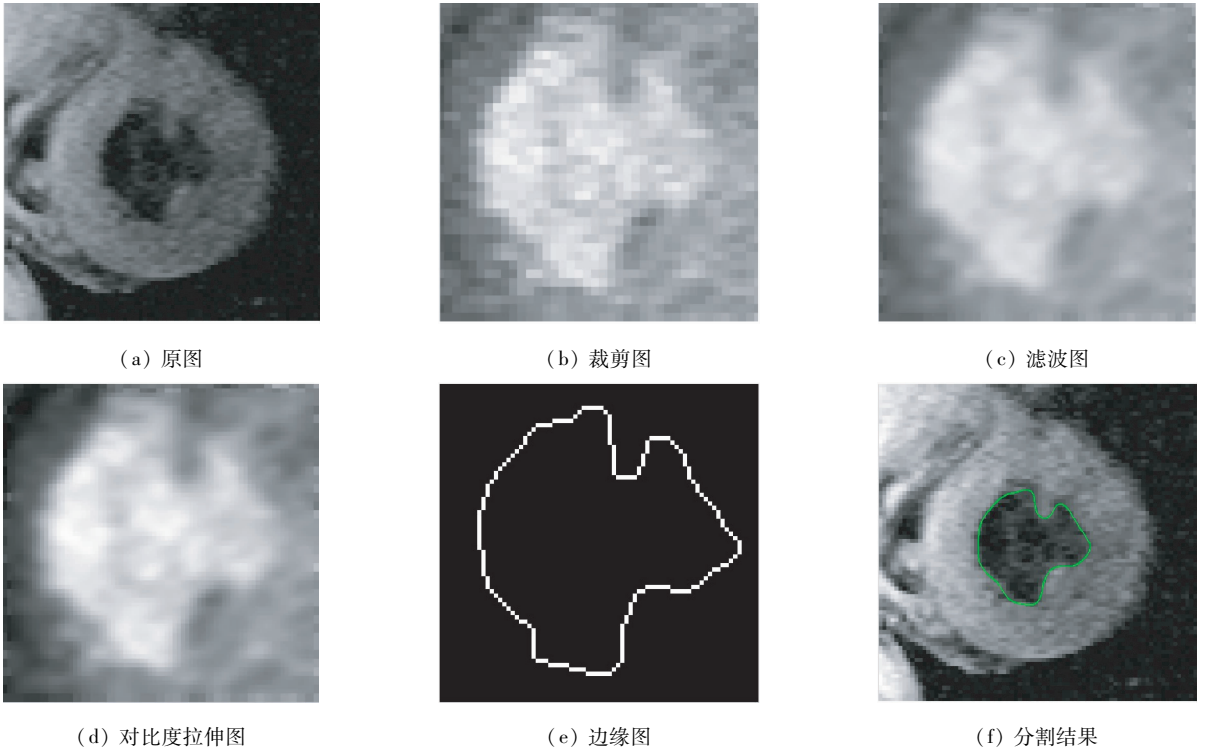 (a) 原图
(b) 裁剪图
(c) 滤波图
(d) 对比度拉伸图
(e) 边缘图
(f) 分割结果